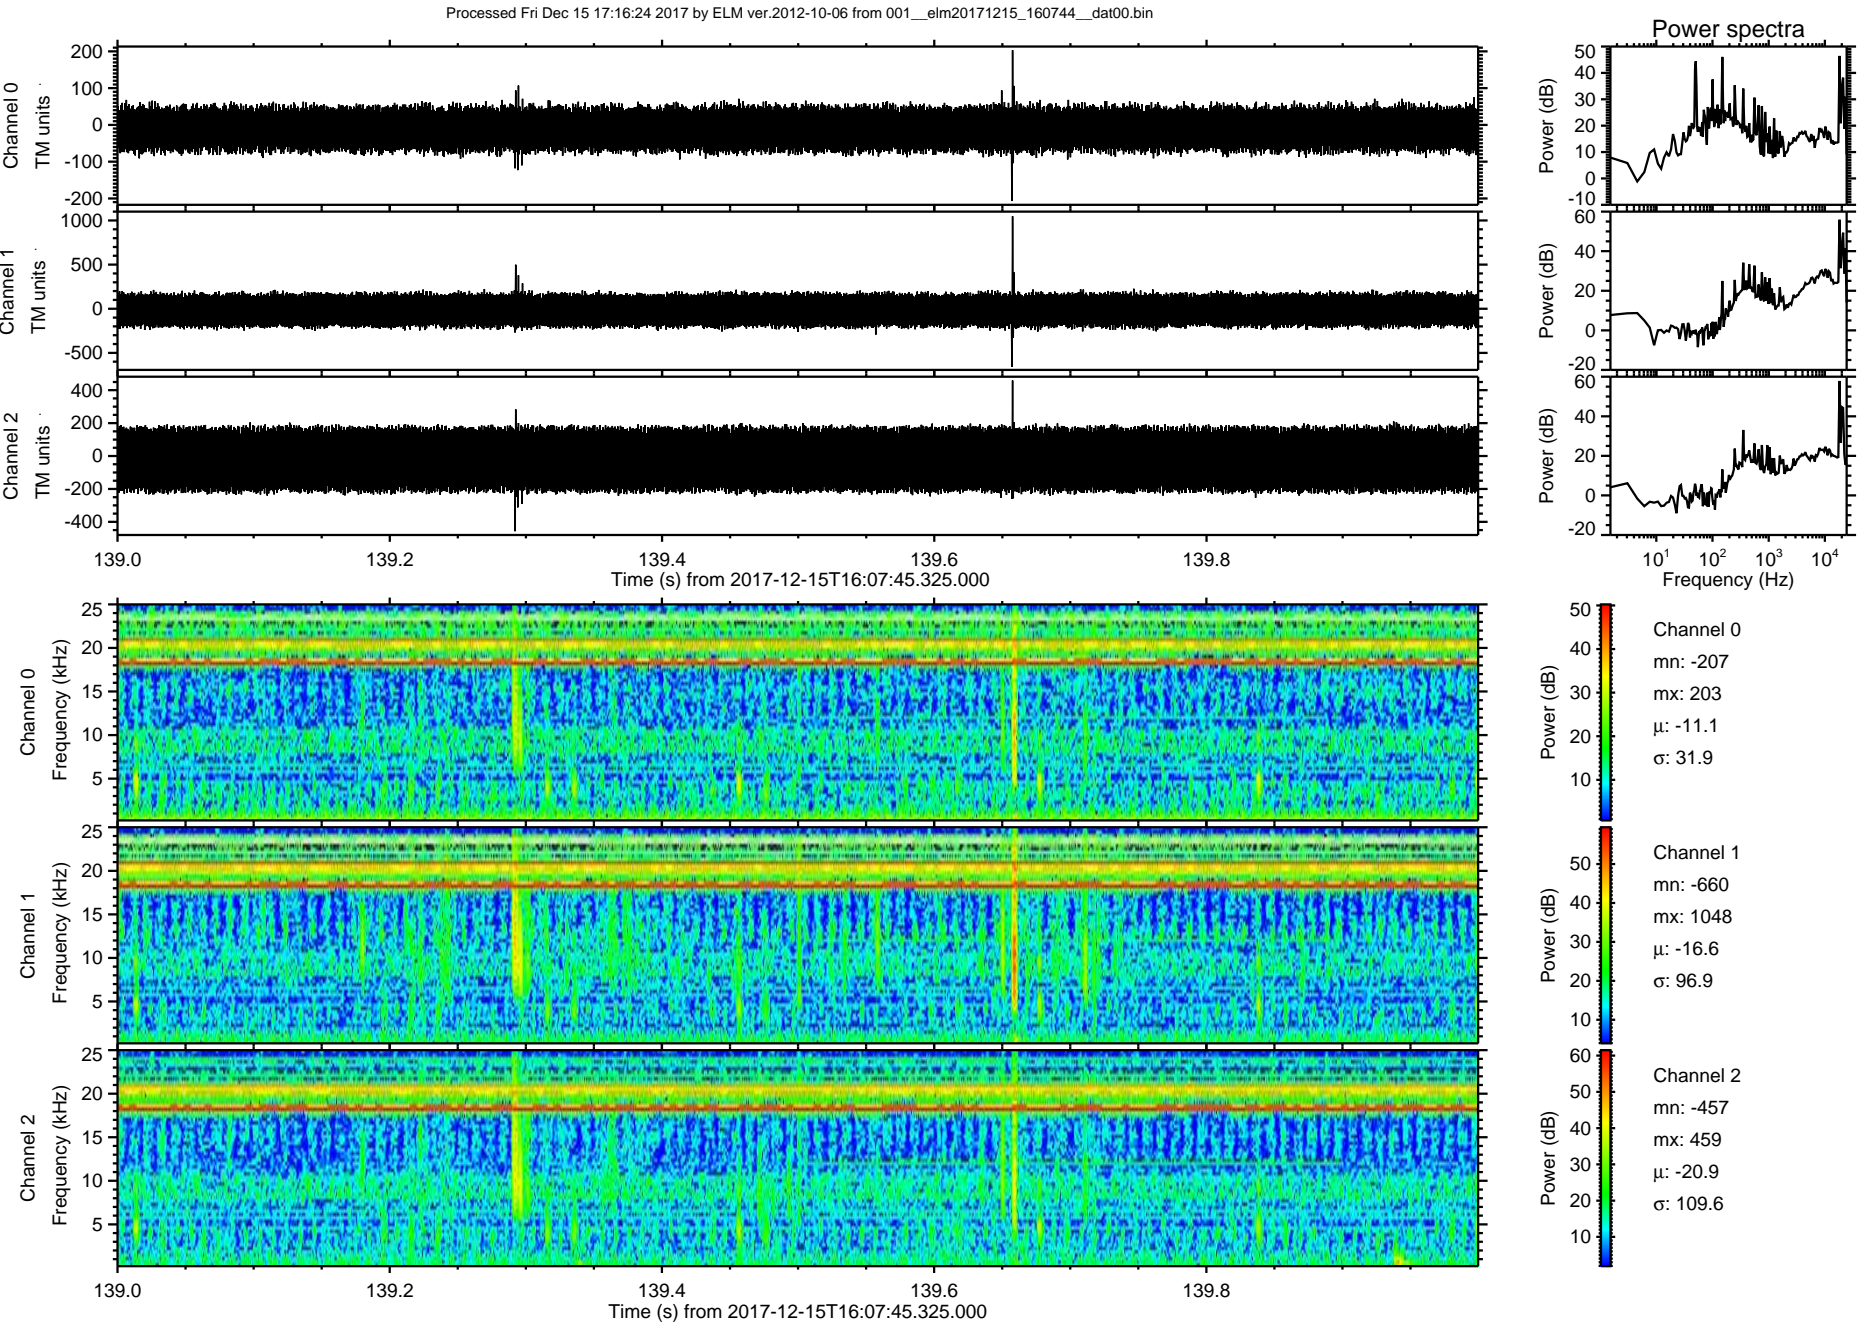 Processed Fri Dec 15 17:16:24 2017 by ELM ver.2012-10-06 from 001__elm20171215_160744__dat00.bin
Power spectra
Channel 0
TM units
200
100
0
-100
-200
Power (dB)
50
40
30
20
10
0
-10
Channel 1
TM units
1000
500
0
-500
Power (dB)
60
40
20
0
-20
Channel 2
TM units
400
200
0
-200
-400
Power (dB)
60
40
20
0
-20
139.0 139.2 139.4 139.6 139.8
Time (s) from 2017-12-15T16:07:45.325.000
10^1 10^2 10^3 10^4
Frequency (Hz)
Channel 0
Frequency (kHz)
25
20
15
10
5
Power (dB)
50
40
30
20
10
Channel 0
mn: -207
mx: 203
μ: -11.1
σ: 31.9
Channel 1
Frequency (kHz)
25
20
15
10
5
Power (dB)
50
40
30
20
10
Channel 1
mn: -660
mx: 1048
μ: -16.6
σ: 96.9
Channel 2
Frequency (kHz)
25
20
15
10
5
Power (dB)
60
50
40
30
20
10
Channel 2
mn: -457
mx: 459
μ: -20.9
σ: 109.6
139.0 139.2 139.4 139.6 139.8
Time (s) from 2017-12-15T16:07:45.325.000